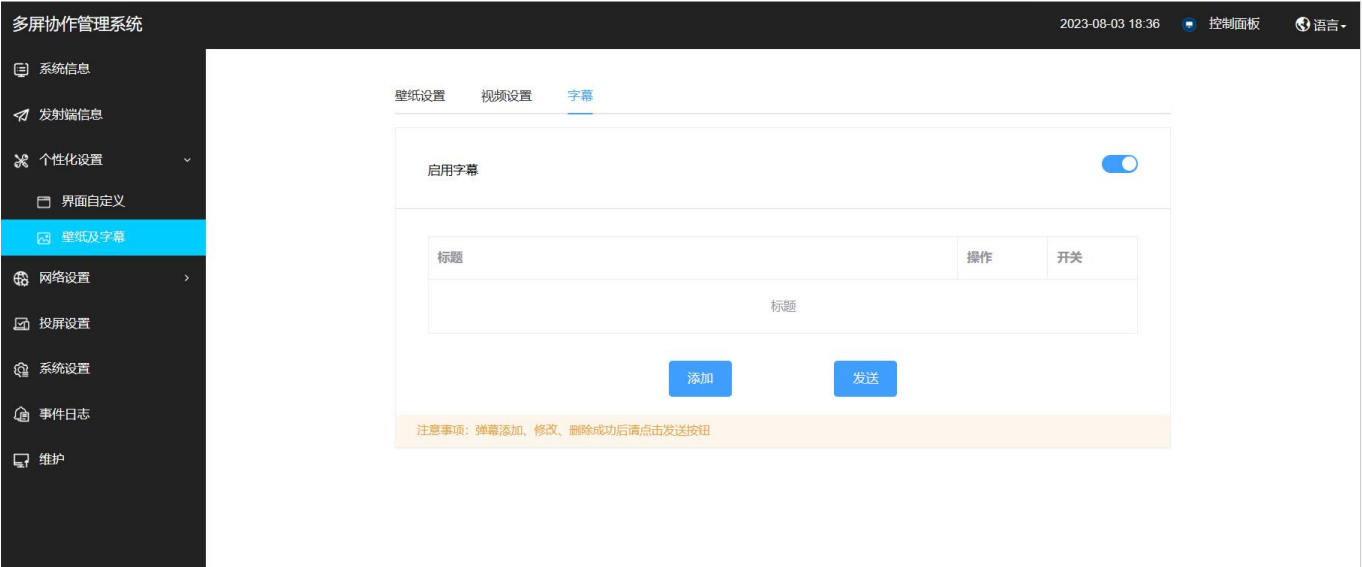 多屏协作管理系统
2023-08-03 18:36 控制面板 语言
系统信息
发射端信息
个性化设置
界面自定义
壁纸及字幕
网络设置
投屏设置
系统设置
事件日志
维护
壁纸设置 视频设置 字幕
启用字幕
标题 操作 开关
标题
添加 发送
注意事项：弹幕添加、修改、删除成功后请点击发送按钮